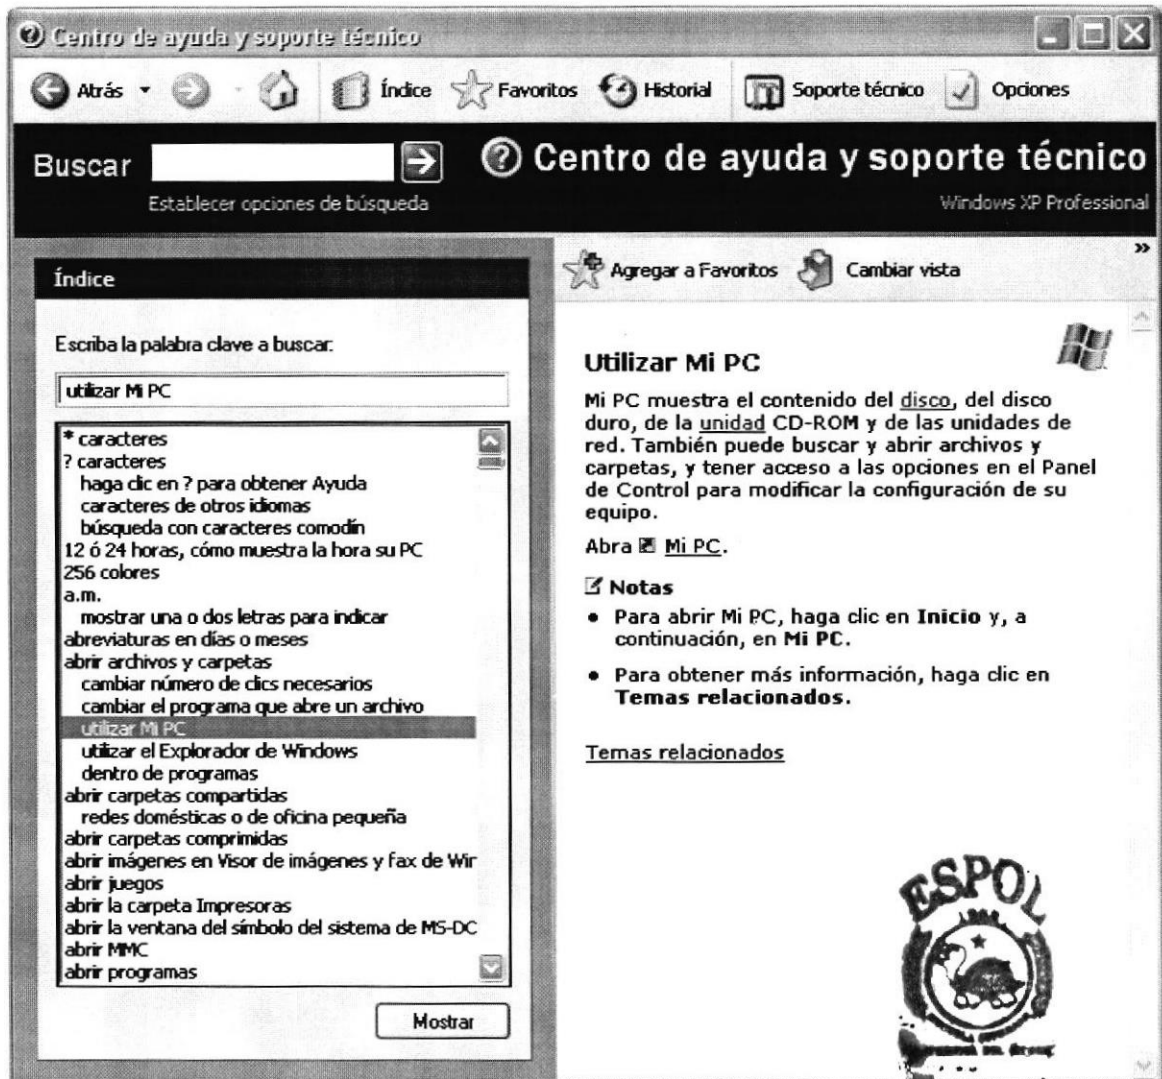 Centro de ayuda y soporte técnico
Atrás
Índice
Favoritos
Historial
Soporte técnico
Opciones
Buscar
Establecer opciones de búsqueda
Centro de ayuda y soporte técnico
Windows XP Professional
Índice
Escriba la palabra clave a buscar:
utilizar Mi PC
* caracteres
? caracteres
haga clic en ? para obtener Ayuda
caracteres de otros idiomas
búsqueda con caracteres comodín
12 ó 24 horas, cómo muestra la hora su PC
256 colores
a.m.
mostrar una o dos letras para indicar
abreviaturas en días o meses
abrir archivos y carpetas
cambiar número de clics necesarios
cambiar el programa que abre un archivo
utilizar Mi PC
utilizar el Explorador de Windows
dentro de programas
abrir carpetas compartidas
redes domésticas o de oficina pequeña
abrir carpetas comprimidas
abrir imágenes en Visor de imágenes y fax de Wir
abrir juegos
abrir la carpeta Impresoras
abrir la ventana del símbolo del sistema de MS-DC
abrir MMC
abrir programas
Mostrar
Agregar a Favoritos
Cambiar vista
»
Utilizar Mi PC
Mi PC muestra el contenido del disco, del disco
duro, de la unidad CD-ROM y de las unidades de
red. También puede buscar y abrir archivos y
carpetas, y tener acceso a las opciones en el Panel
de Control para modificar la configuración de su
equipo.
Abra Mi PC.
Notas
• Para abrir Mi PC, haga clic en Inicio y, a
continuación, en Mi PC.
• Para obtener más información, haga clic en
Temas relacionados.
Temas relacionados
ESPOL